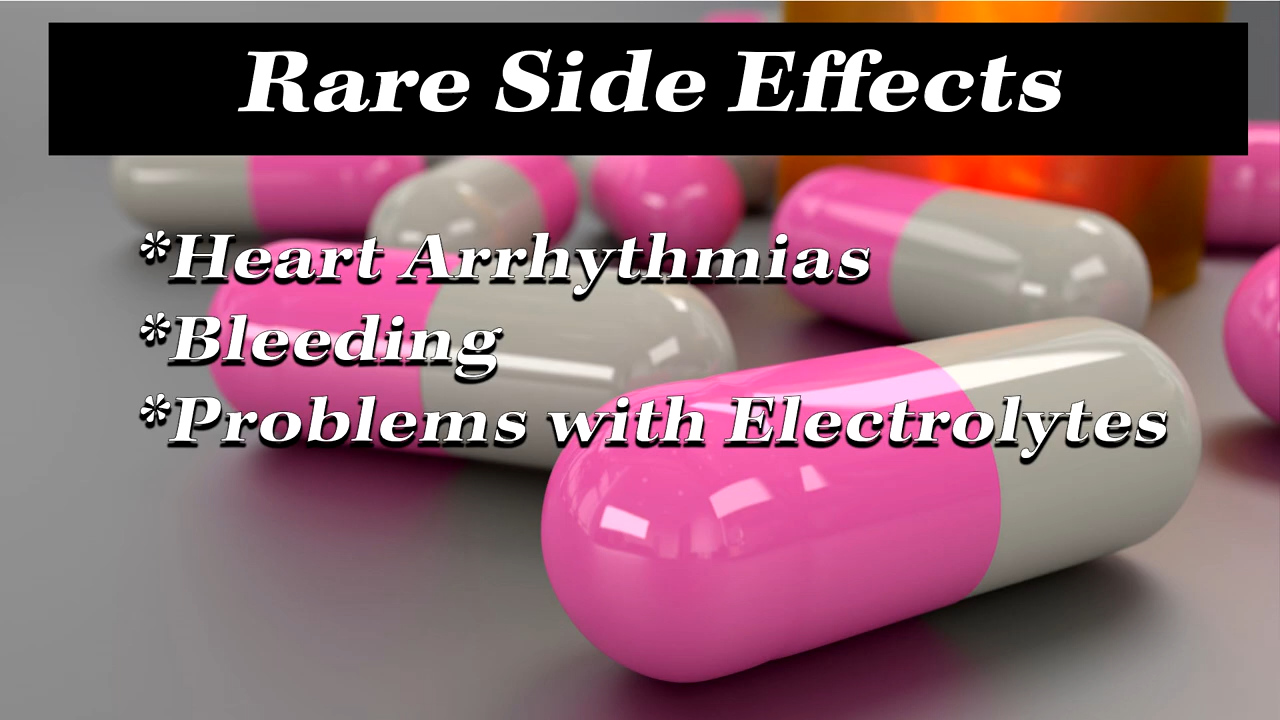 Rare Side Effects
*Heart Arrhythmias
*Bleeding
*Problems with Electrolytes